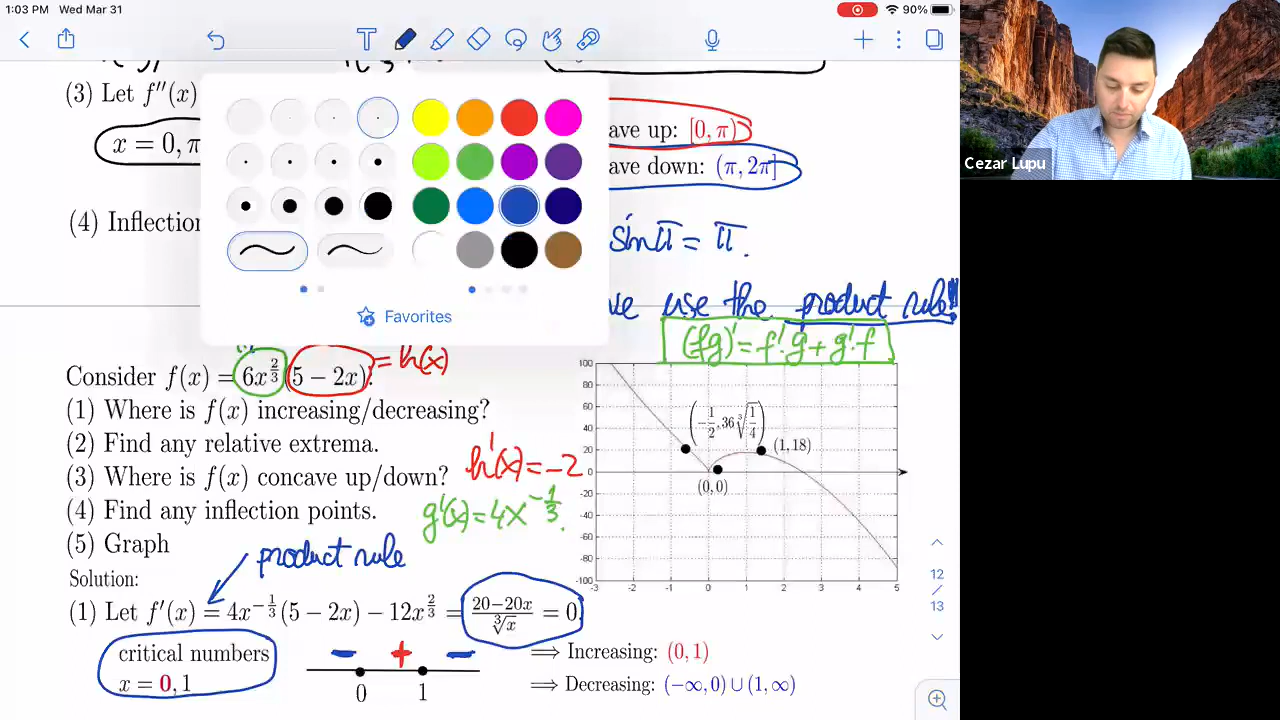 1:03 PM Wed Mar 31
90%
(3) Let f''(x)
x = 0, π
ave up: [0, π)
ave down: (π, 2π]
(4) Inflection
sin π = π.
ve use the product rule!
(fg)' = f'·g + g'·f
Favorites
Cezar Lupu
Consider f(x) = 6x^{2/3}(5 − 2x).
= h(x)
(1) Where is f(x) increasing/decreasing?
(2) Find any relative extrema.
(3) Where is f(x) concave up/down?
(4) Find any inflection points.
(5) Graph
h'(x) = −2
g'(x) = 4x^{−1/3}.
product rule
Solution:
(1) Let f'(x) = 4x^{−1/3}(5 − 2x) − 12x^{2/3} = (20−20x)/∛x = 0.
critical numbers
x = 0, 1
− + −
0 1
⟹ Increasing: (0, 1)
⟹ Decreasing: (−∞, 0) ∪ (1, ∞)
100
80
60
40
20
0
-20
-40
-60
-80
-100
-3 -2 -1 0 1 2 3 4 5
(−1/2, 36∛(1/4))
(1, 18)
(0, 0)
12
/
13